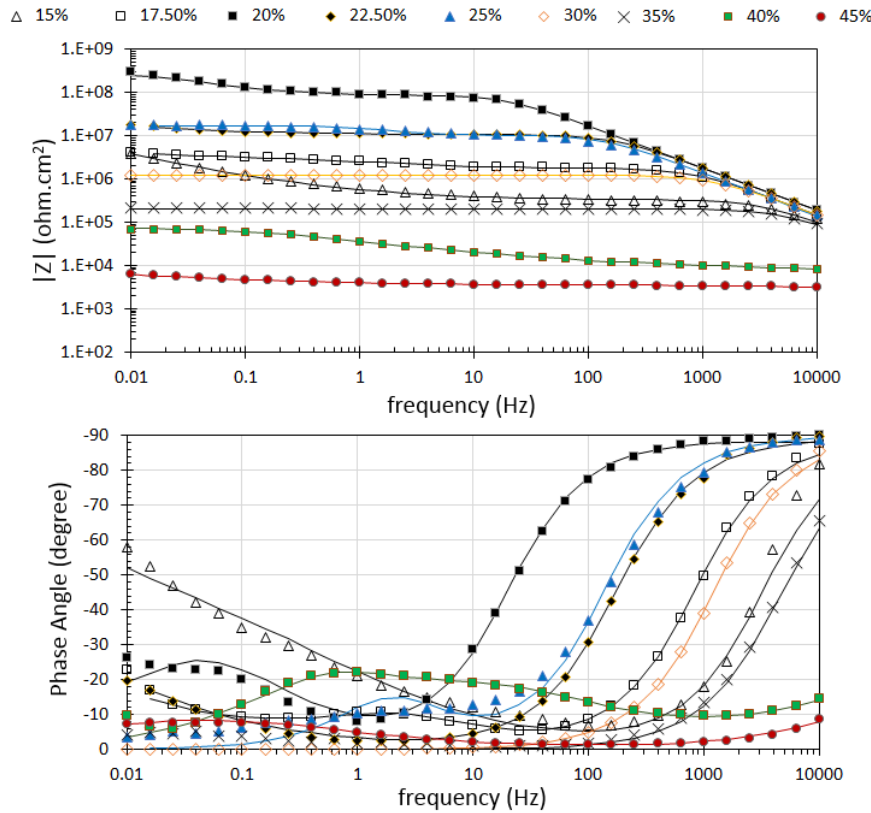 15% 17.50% 20% 22.50% 25% 30% 35% 40% 45%
1.E+09
1.E+08
1.E+07
1.E+06
1.E+05
1.E+04
1.E+03
1.E+02
|Z| (ohm.cm²)
0.01 0.1 1 10 100 1000 10000
frequency (Hz)
-90
-80
-70
-60
-50
-40
-30
-20
-10
0
Phase Angle (degree)
0.01 0.1 1 10 100 1000 10000
frequency (Hz)